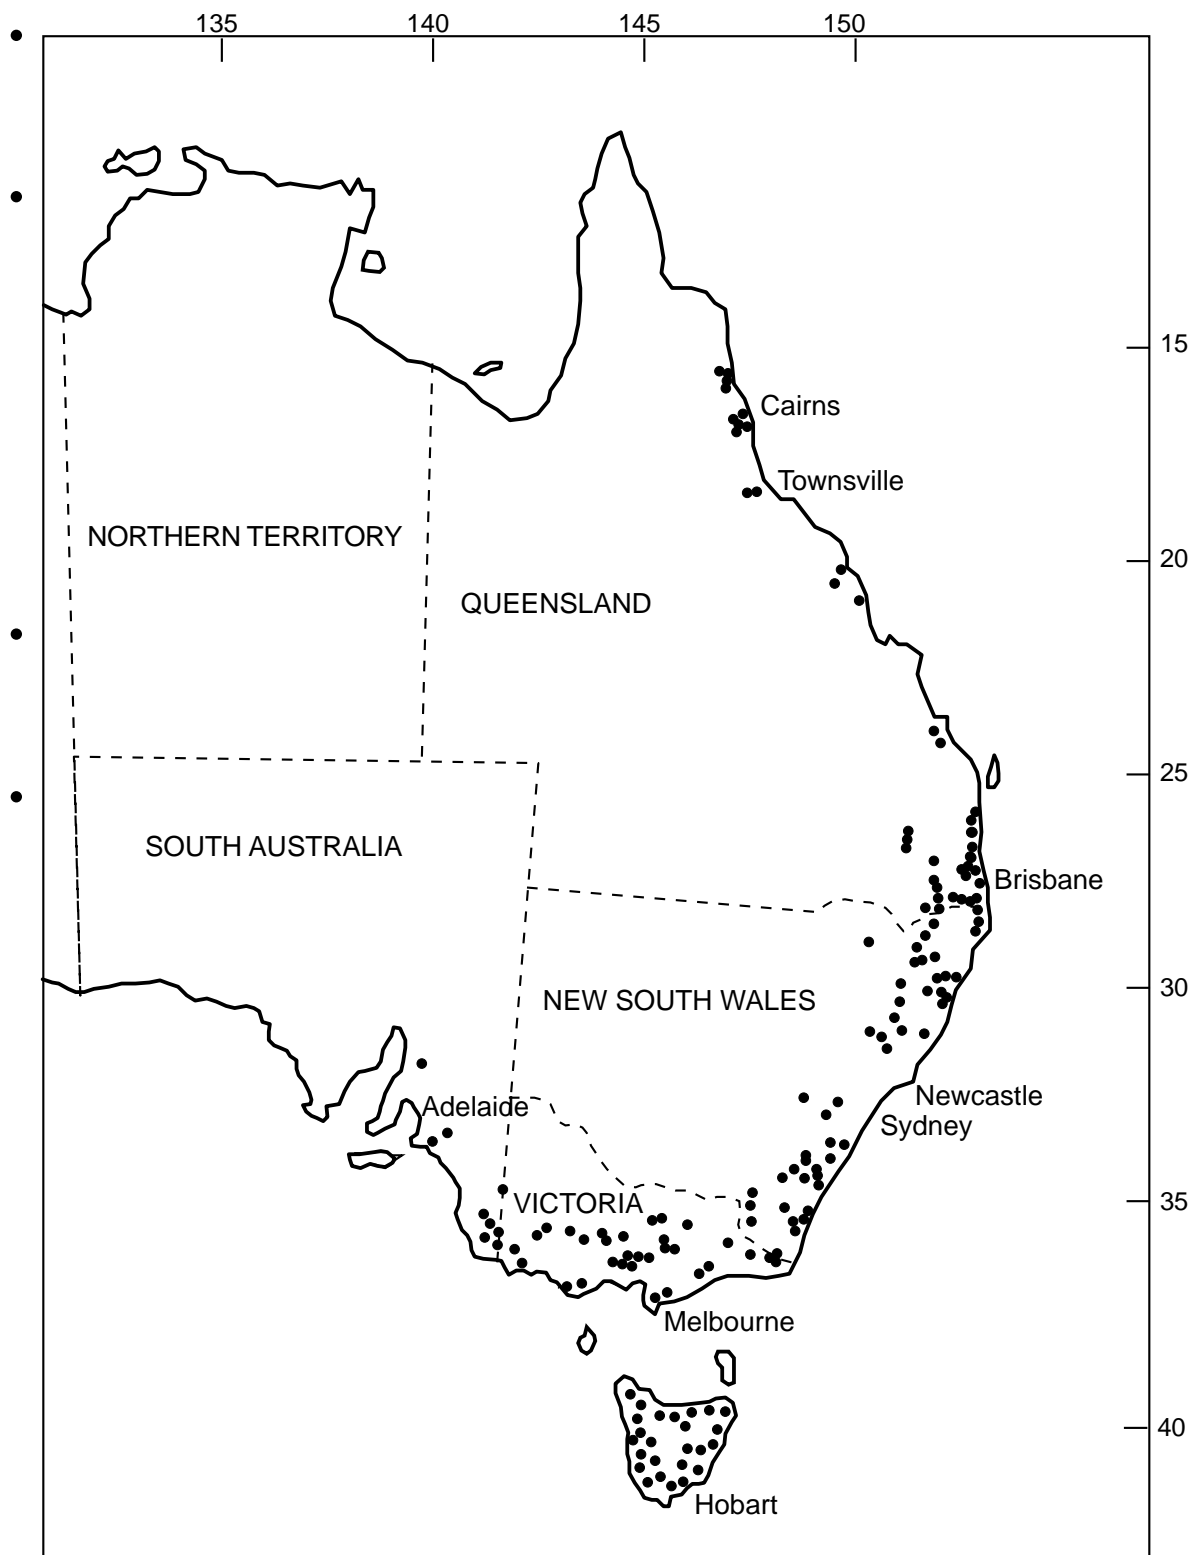 135 140 145 150
15
Cairns
Townsville
NORTHERN TERRITORY
20
QUEENSLAND
25
SOUTH AUSTRALIA
Brisbane
30
NEW SOUTH WALES
Newcastle
Adelaide
Sydney
35
VICTORIA
Melbourne
40
Hobart